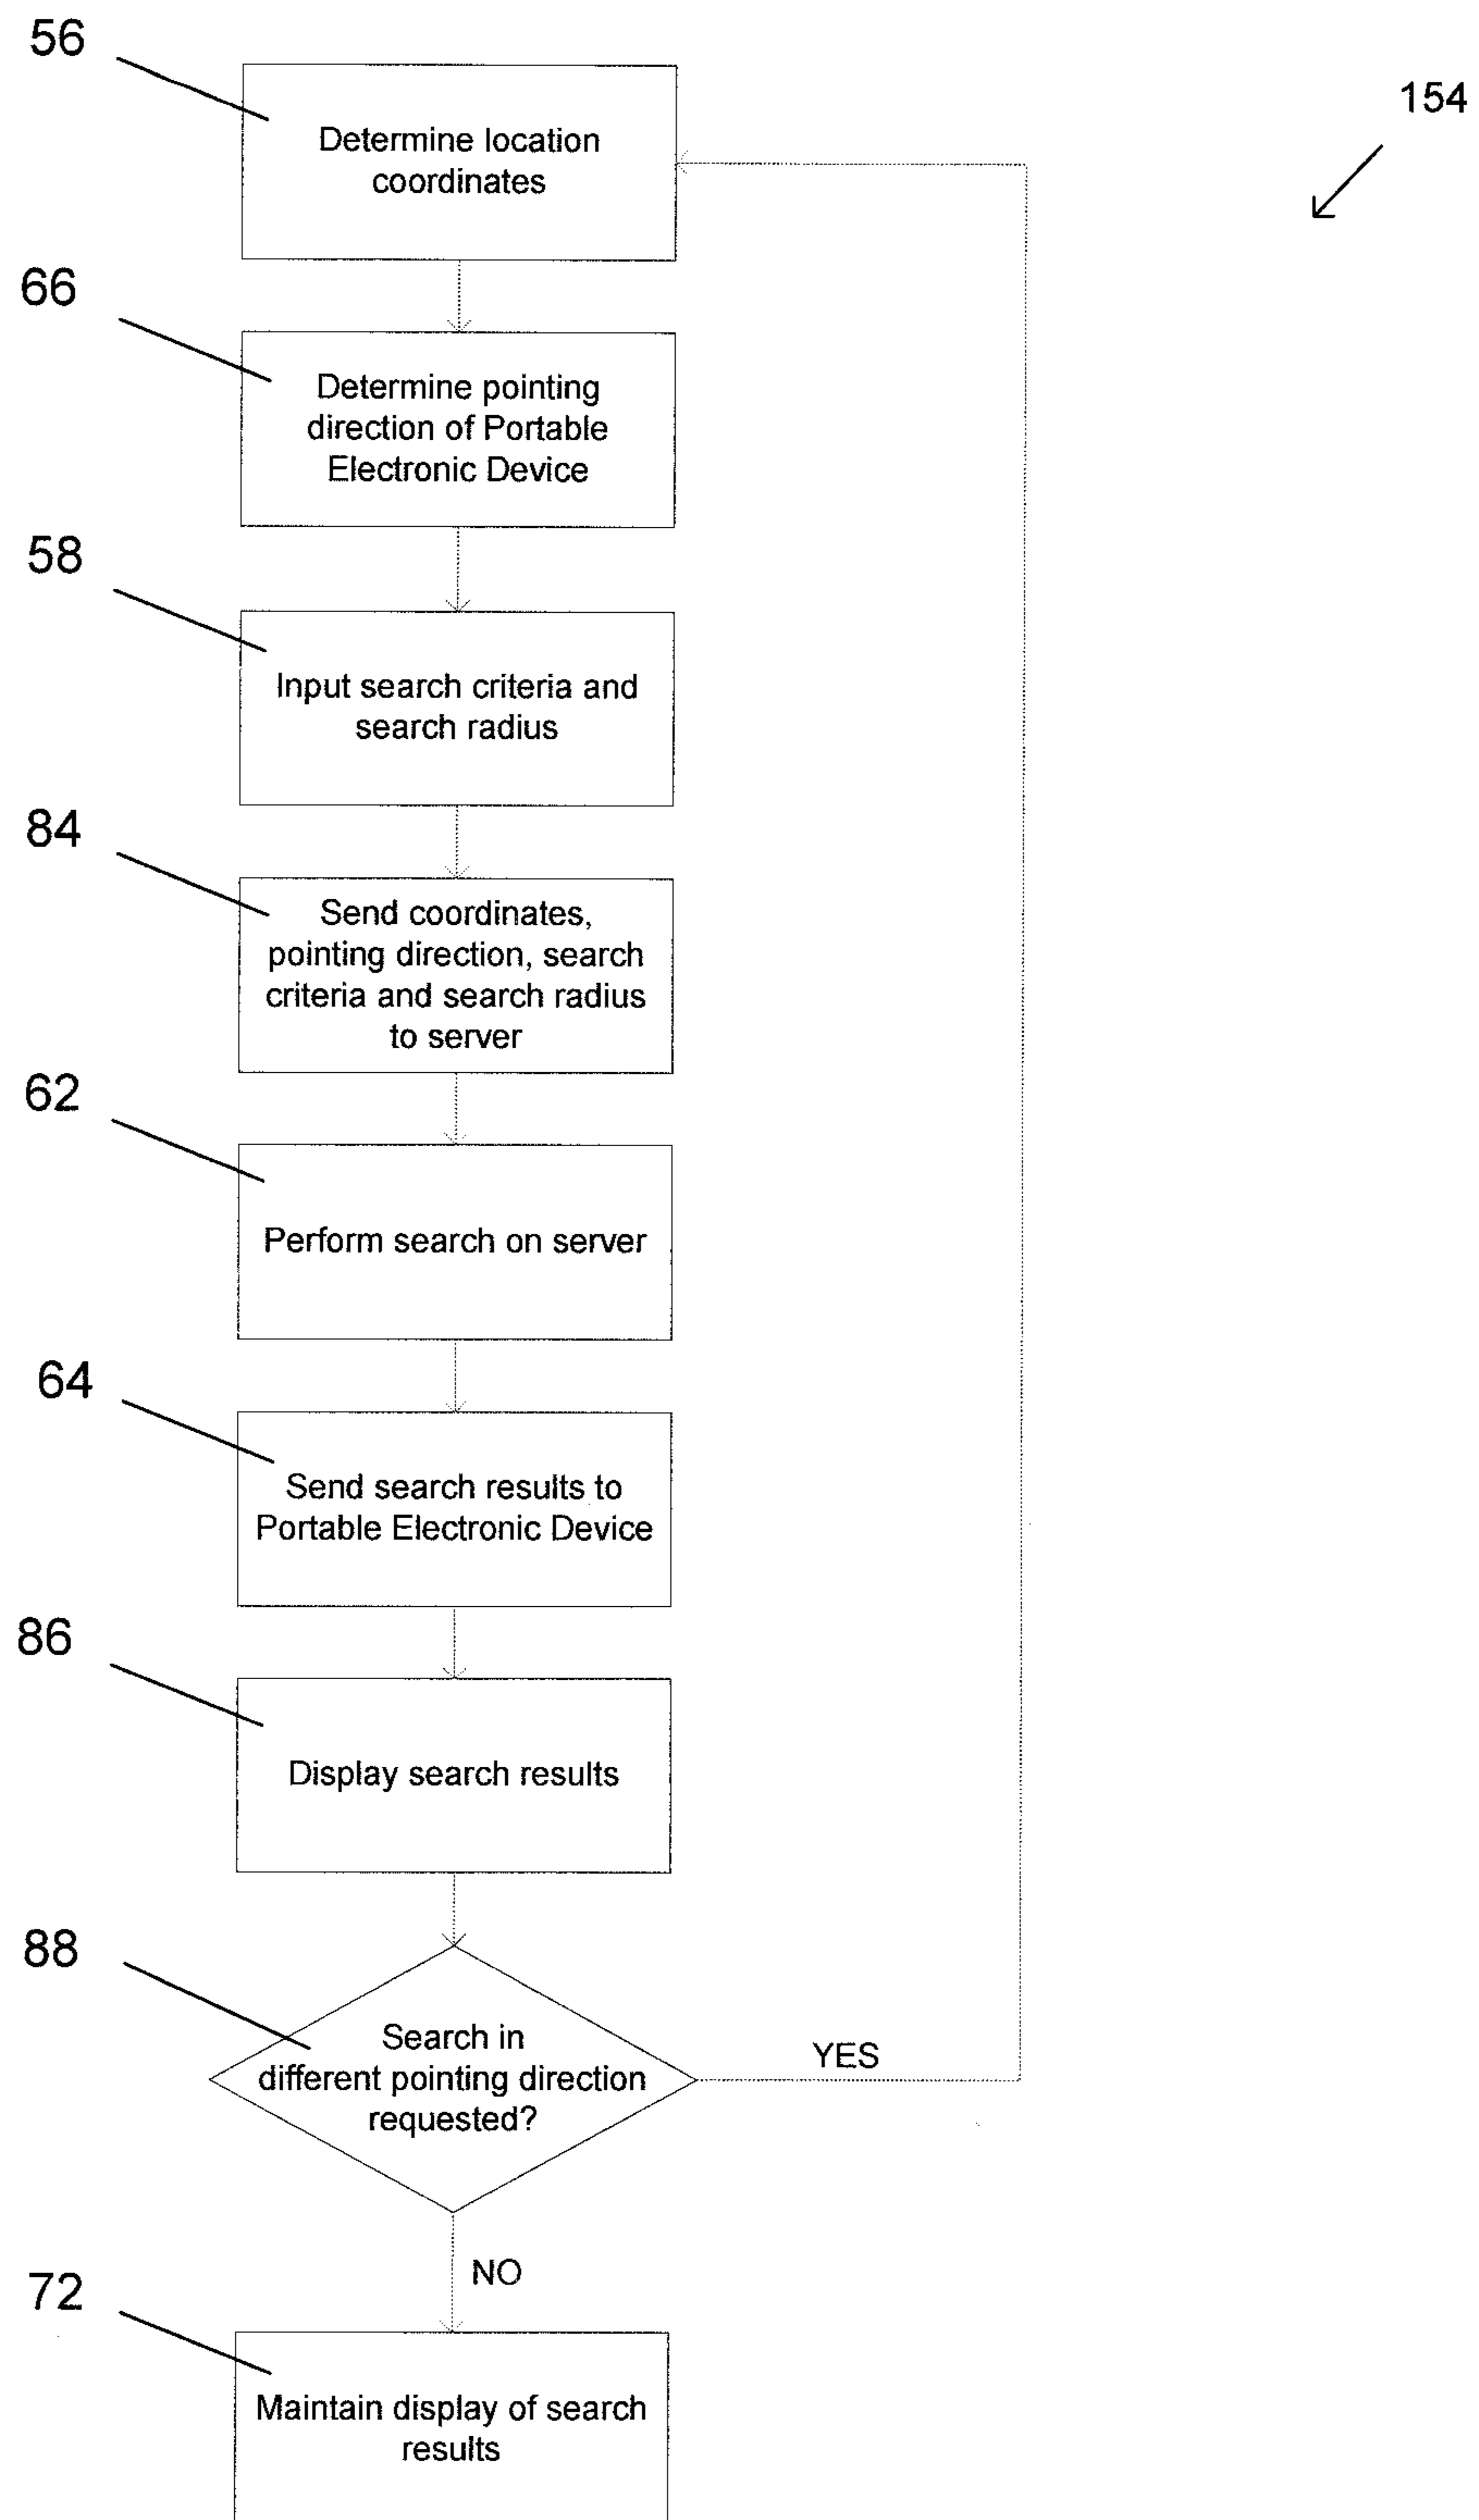 56
154
Determine location
coordinates
66
Determine pointing
direction of Portable
Electronic Device
58
Input search criteria and
search radius
84
Send coordinates,
pointing direction, search
criteria and search radius
to server
62
Perform search on server
64
Send search results to
Portable Electronic Device
86
Display search results
88
Search in
different pointing direction
requested?
YES
NO
72
Maintain display of search
results